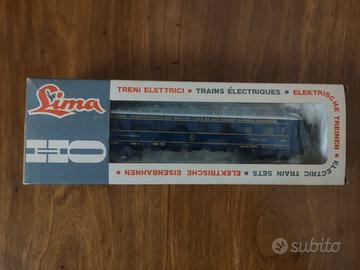 Lima
TRENI ELETTRICI • TRAINS ÉLECTRIQUES • ELEKTRISCHE TREINEN •
HO
ELECTRIC TRAIN SETS • ELEKTRISCHE EISENBAHNEN •
subito